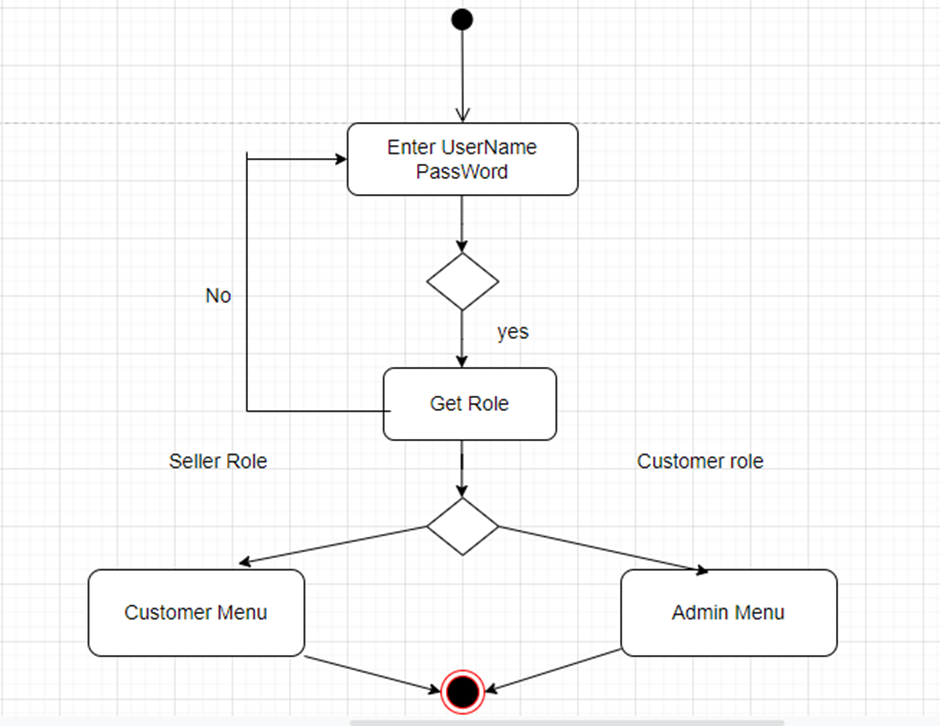 Enter UserName
PassWord
No
yes
Get Role
Seller Role
Customer role
Customer Menu
Admin Menu